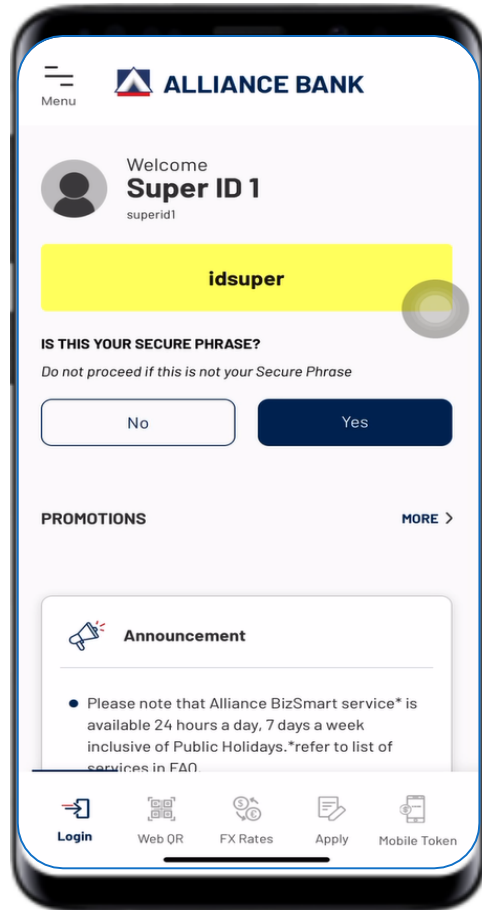 Menu
ALLIANCE BANK
Welcome
Super ID 1
superid1
idsuper
IS THIS YOUR SECURE PHRASE?
Do not proceed if this is not your Secure Phrase
No
Yes
PROMOTIONS
MORE
Announcement
Please note that Alliance BizSmart service* is
available 24 hours a day, 7 days a week
inclusive of Public Holidays.*refer to list of
services in FAQ.
Login
Web QR
FX Rates
Apply
Mobile Token